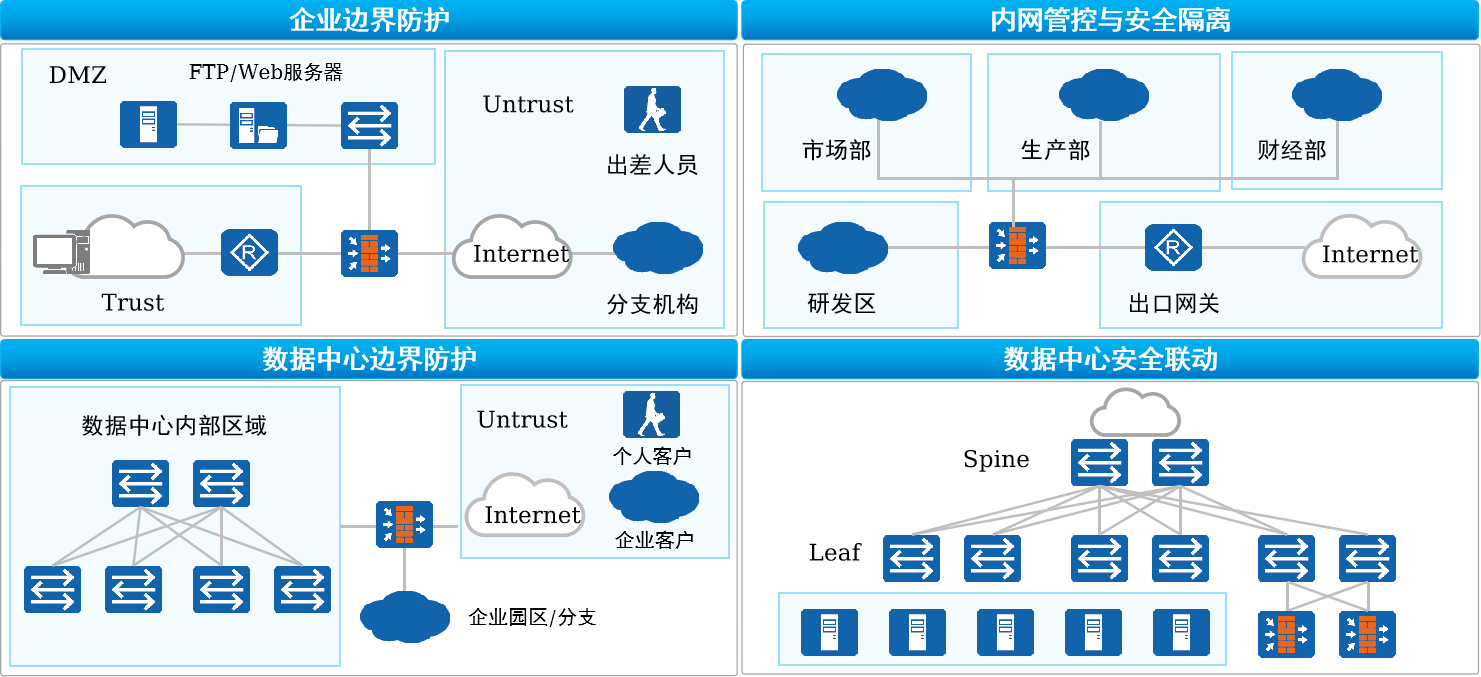 企业边界防护
DMZ
FTP/Web服务器
Untrust
出差人员
Trust
R
Internet
分支机构
内网管控与安全隔离
市场部
生产部
财经部
研发区
R
出口网关
Internet
数据中心边界防护
数据中心内部区域
Untrust
个人客户
Internet
企业客户
企业园区/分支
数据中心安全联动
Spine
Leaf